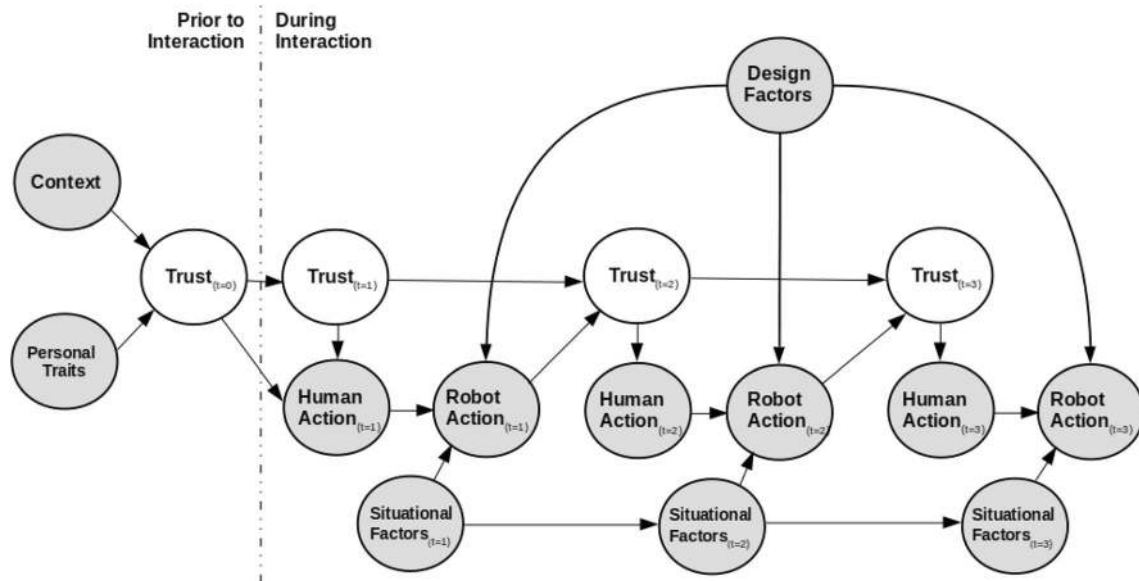 Prior to
Interaction
During
Interaction
Design
Factors
Context
Trust(t=0)
Trust(t=1)
Trust(t=2)
Trust(t=3)
Personal
Traits
Human
Action(t=1)
Robot
Action(t=1)
Human
Action(t=2)
Robot
Action(t=2)
Human
Action(t=3)
Robot
Action(t=3)
Situational
Factors(t=1)
Situational
Factors(t=2)
Situational
Factors(t=3)